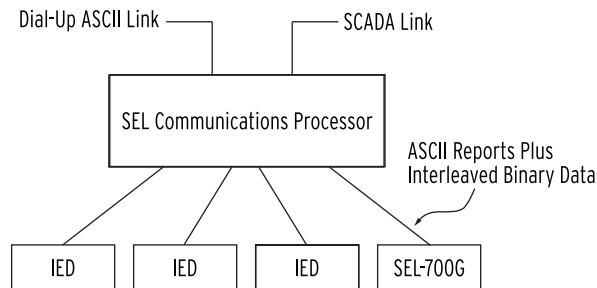 Dial-Up ASCII Link
SCADA Link
SEL Communications Processor
ASCII Reports Plus
Interleaved Binary Data
IED
IED
IED
SEL-700G